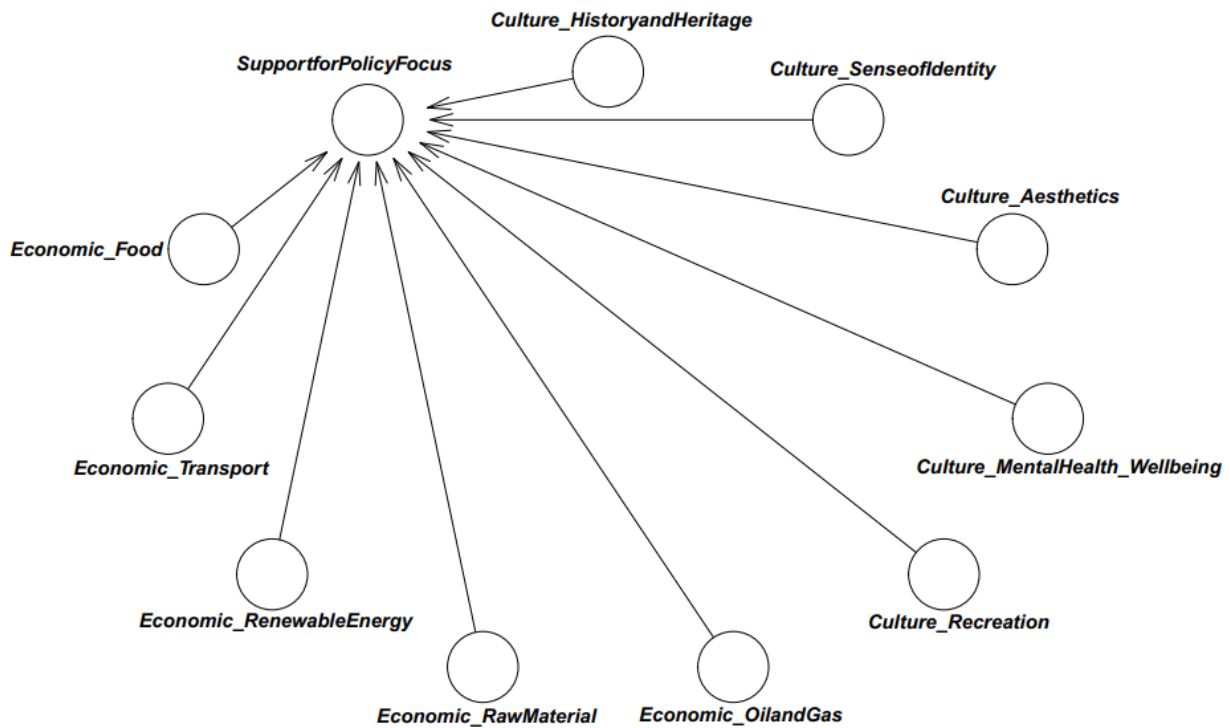 Culture_HistoryandHeritage
SupportforPolicyFocus
Culture_SenseofIdentity
Culture_Aesthetics
Economic_Food
Economic_Transport
Culture_MentalHealth_Wellbeing
Economic_RenewableEnergy
Culture_Recreation
Economic_RawMaterial
Economic_OilandGas